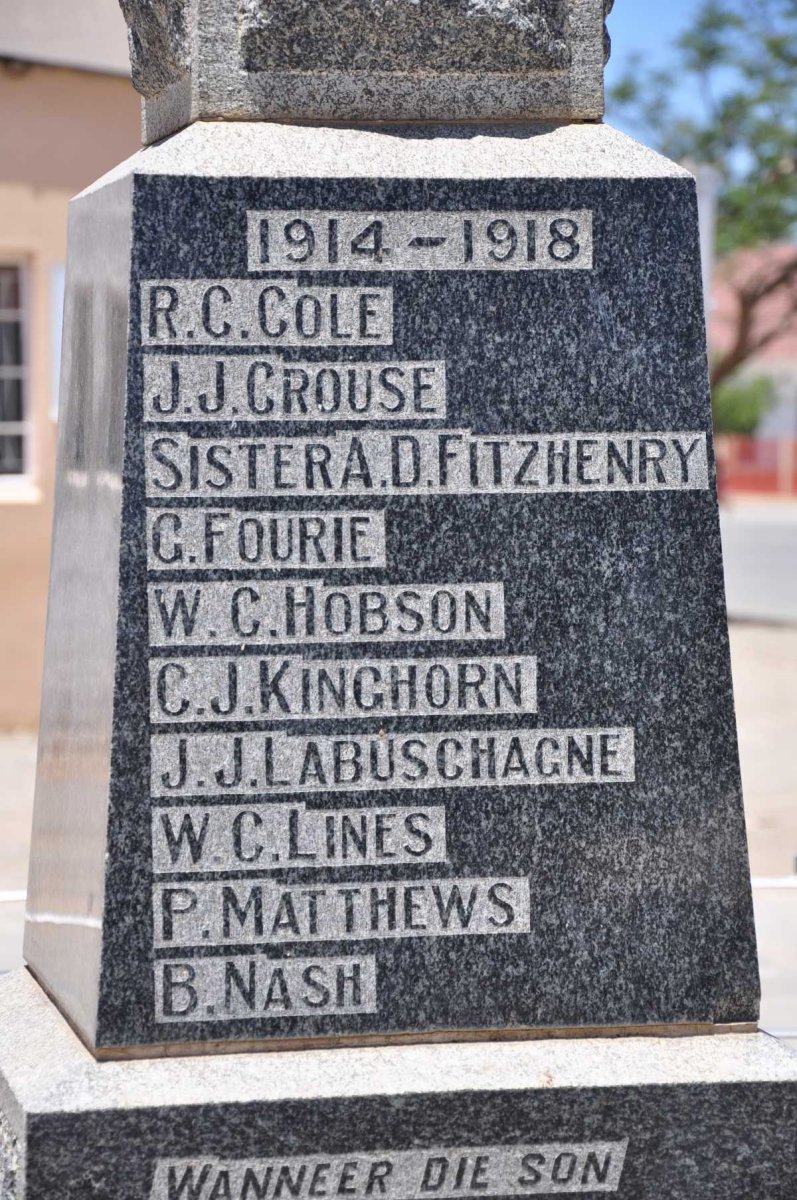 1914 - 1918
R.C. COLE
J.J. CROUSE
SISTER A.D. FITZHENRY
G. FOURIE
W.C. HOBSON
C.J. KINGHORN
J.J. LABUSCHAGNE
W.C. LINES
P. MATTHEWS
B. NASH
WANNEER DIE SON